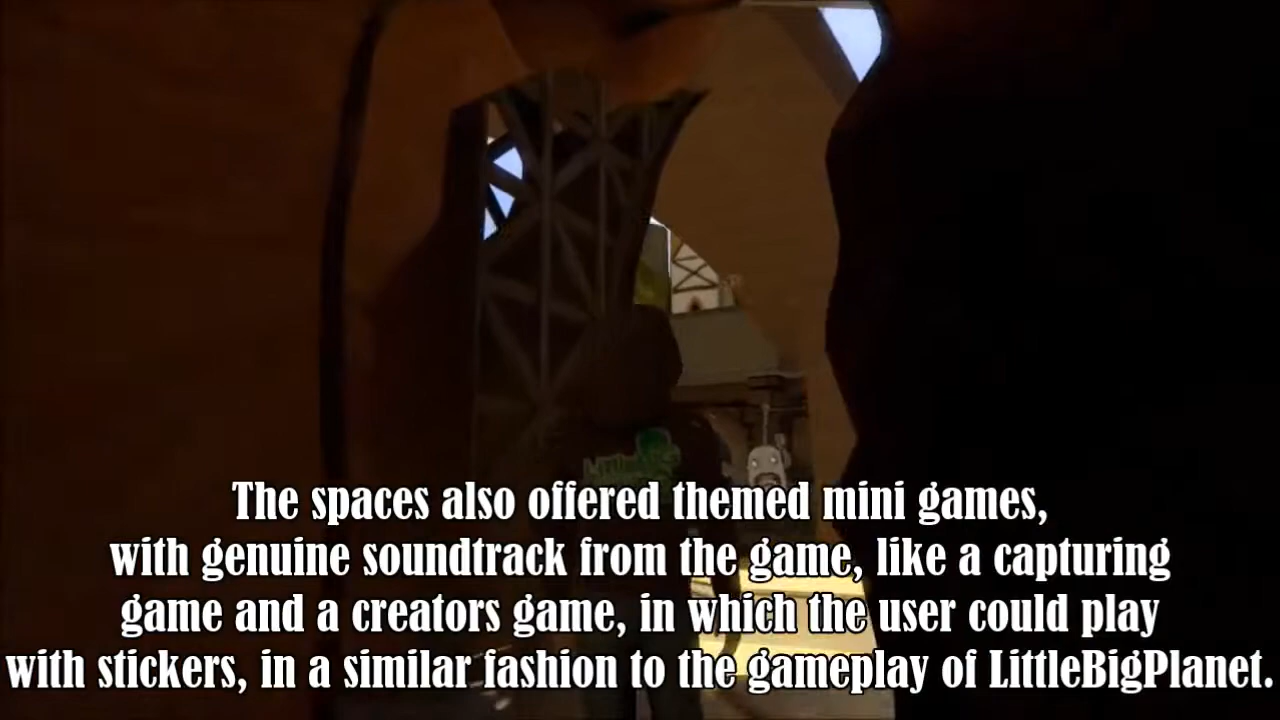 The spaces also offered themed mini games,
with genuine soundtrack from the game, like a capturing
game and a creators game, in which the user could play
with stickers, in a similar fashion to the gameplay of LittleBigPlanet.